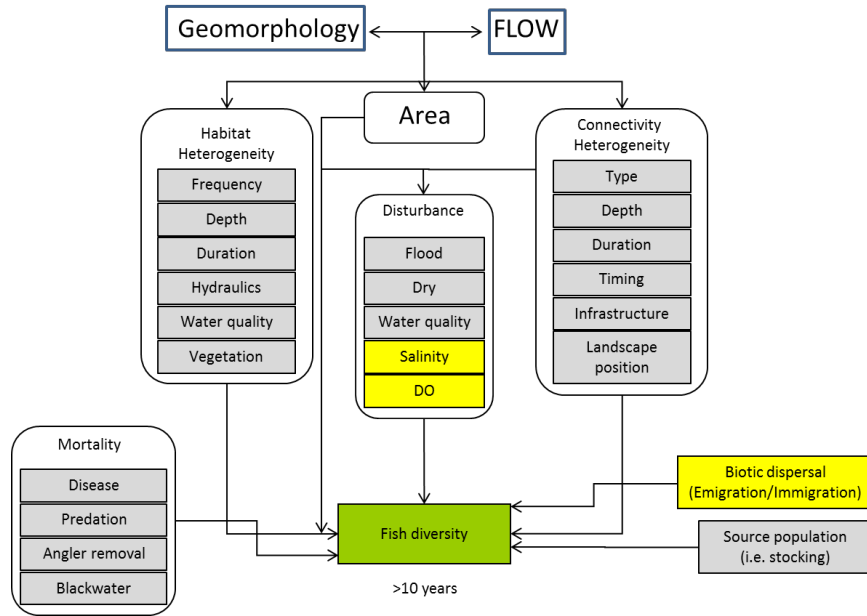 Geomorphology
FLOW
Area
Habitat
Heterogeneity
Frequency
Depth
Duration
Hydraulics
Water quality
Vegetation
Disturbance
Flood
Dry
Water quality
Salinity
DO
Connectivity
Heterogeneity
Type
Depth
Duration
Timing
Infrastructure
Landscape
position
Mortality
Disease
Predation
Angler removal
Blackwater
Fish diversity
>10 years
Biotic dispersal
(Emigration/Immigration)
Source population
(i.e. stocking)